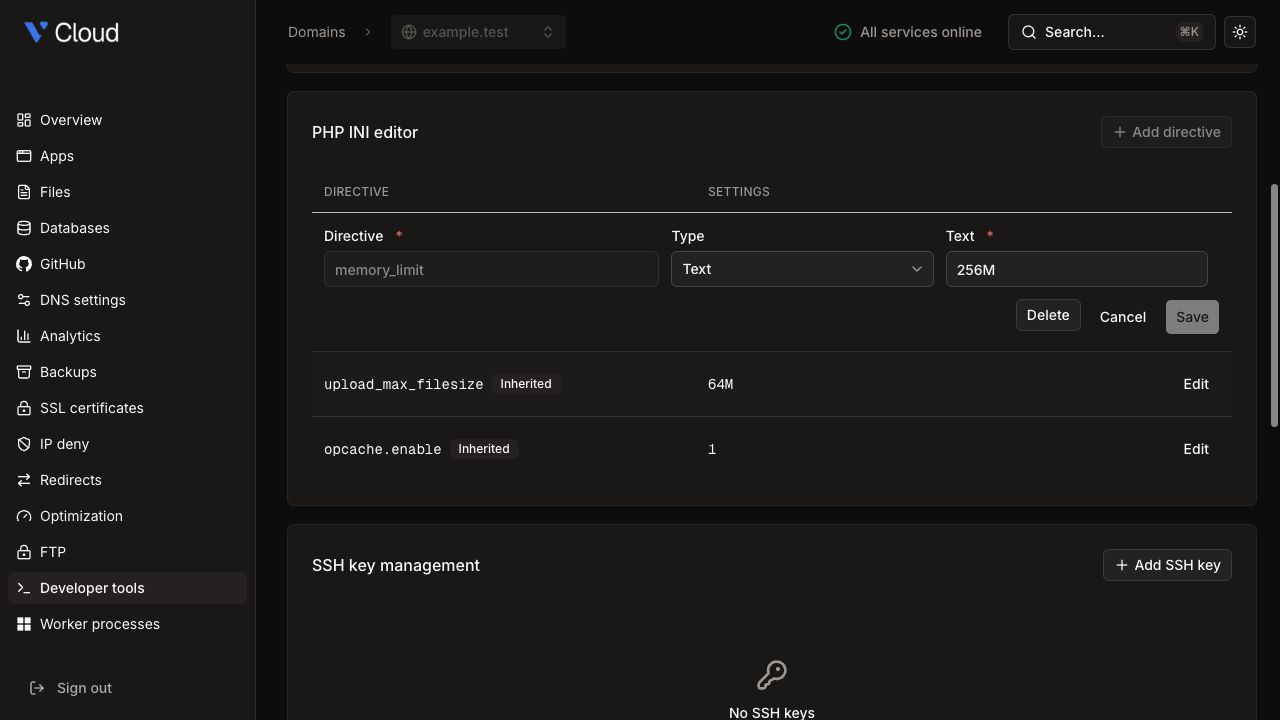 Cloud
Domains
example.test
All services online
Search...
⌘K
Overview
Apps
Files
Databases
GitHub
DNS settings
Analytics
Backups
SSL certificates
IP deny
Redirects
Optimization
FTP
Developer tools
Worker processes
Sign out
PHP INI editor
Add directive
DIRECTIVE SETTINGS
Directive * Type Text *
memory_limit Text 256M
Delete Cancel Save
upload_max_filesize Inherited 64M Edit
opcache.enable Inherited 1 Edit
SSH key management
Add SSH key
No SSH keys